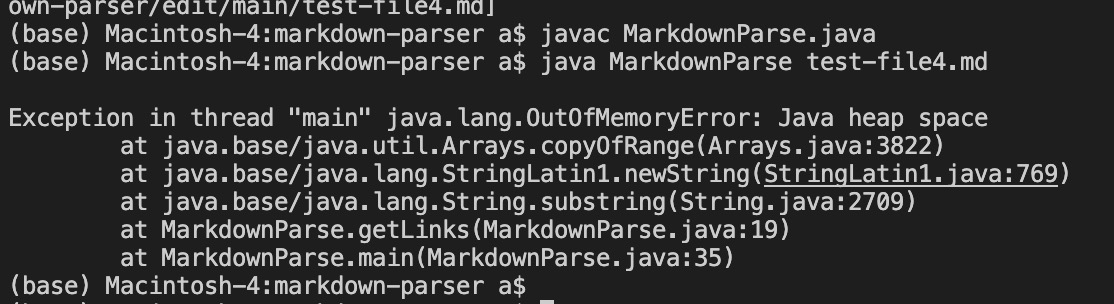 own-parser/edit/main/test-file4.md]
(base) Macintosh-4:markdown-parser a$ javac MarkdownParse.java
(base) Macintosh-4:markdown-parser a$ java MarkdownParse test-file4.md
Exception in thread "main" java.lang.OutOfMemoryError: Java heap space
        at java.base/java.util.Arrays.copyOfRange(Arrays.java:3822)
        at java.base/java.lang.StringLatin1.newString(StringLatin1.java:769)
        at java.base/java.lang.String.substring(String.java:2709)
        at MarkdownParse.getLinks(MarkdownParse.java:19)
        at MarkdownParse.main(MarkdownParse.java:35)
(base) Macintosh-4:markdown-parser a$